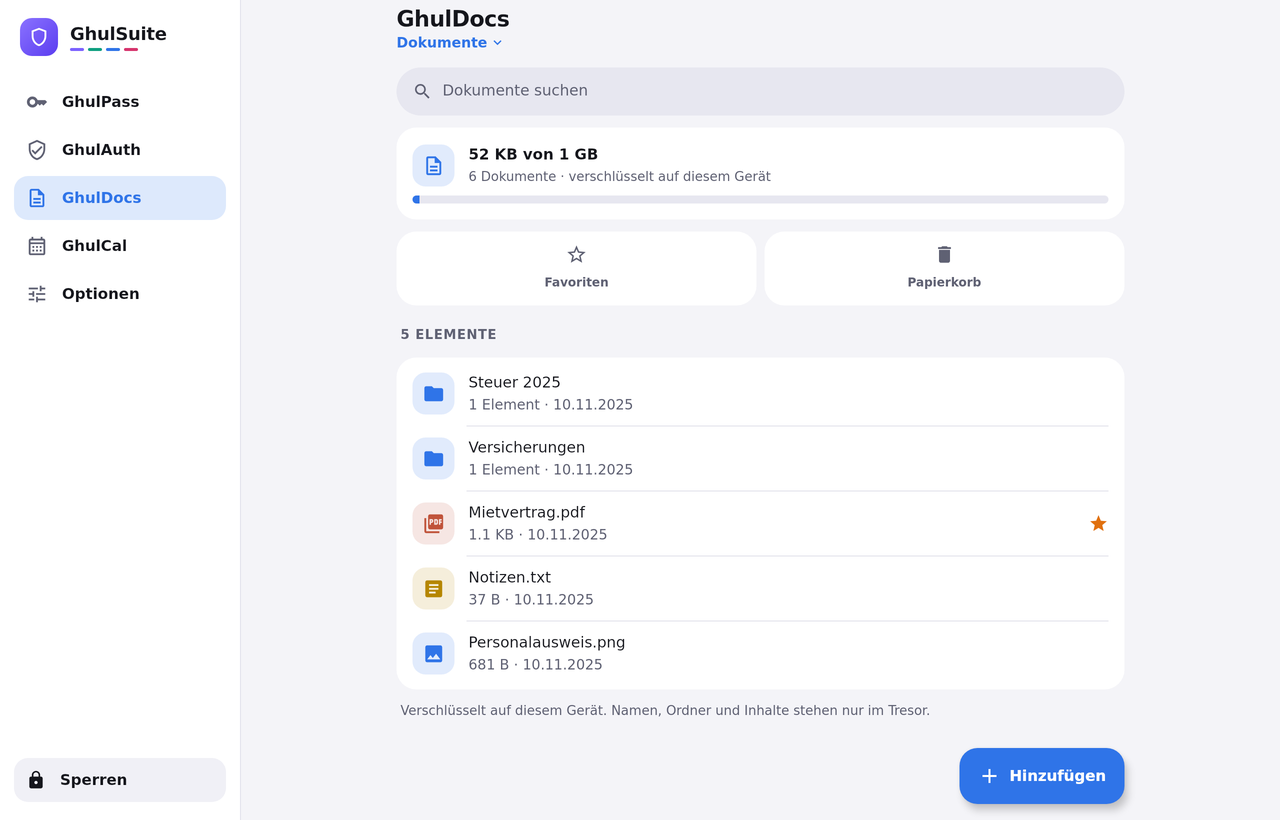 GhulSuite
GhulPass
GhulAuth
GhulDocs
GhulCal
Optionen
Sperren
GhulDocs
Dokumente
Dokumente suchen
52 KB von 1 GB
6 Dokumente · verschlüsselt auf diesem Gerät
Favoriten
Papierkorb
5 ELEMENTE
Steuer 2025
1 Element · 10.11.2025
Versicherungen
1 Element · 10.11.2025
PDF
Mietvertrag.pdf
1.1 KB · 10.11.2025
Notizen.txt
37 B · 10.11.2025
Personalausweis.png
681 B · 10.11.2025
Verschlüsselt auf diesem Gerät. Namen, Ordner und Inhalte stehen nur im Tresor.
Hinzufügen